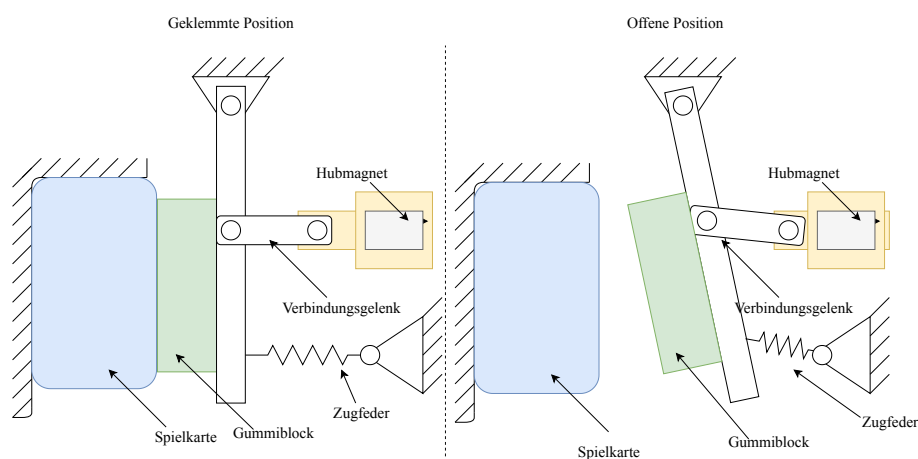 Geklemmte Position
Offene Position
Hubmagnet
Hubmagnet
Verbindungsgelenk
Verbindungsgelenk
Zugfeder
Zugfeder
Spielkarte
Gummiblock
Gummiblock
Spielkarte